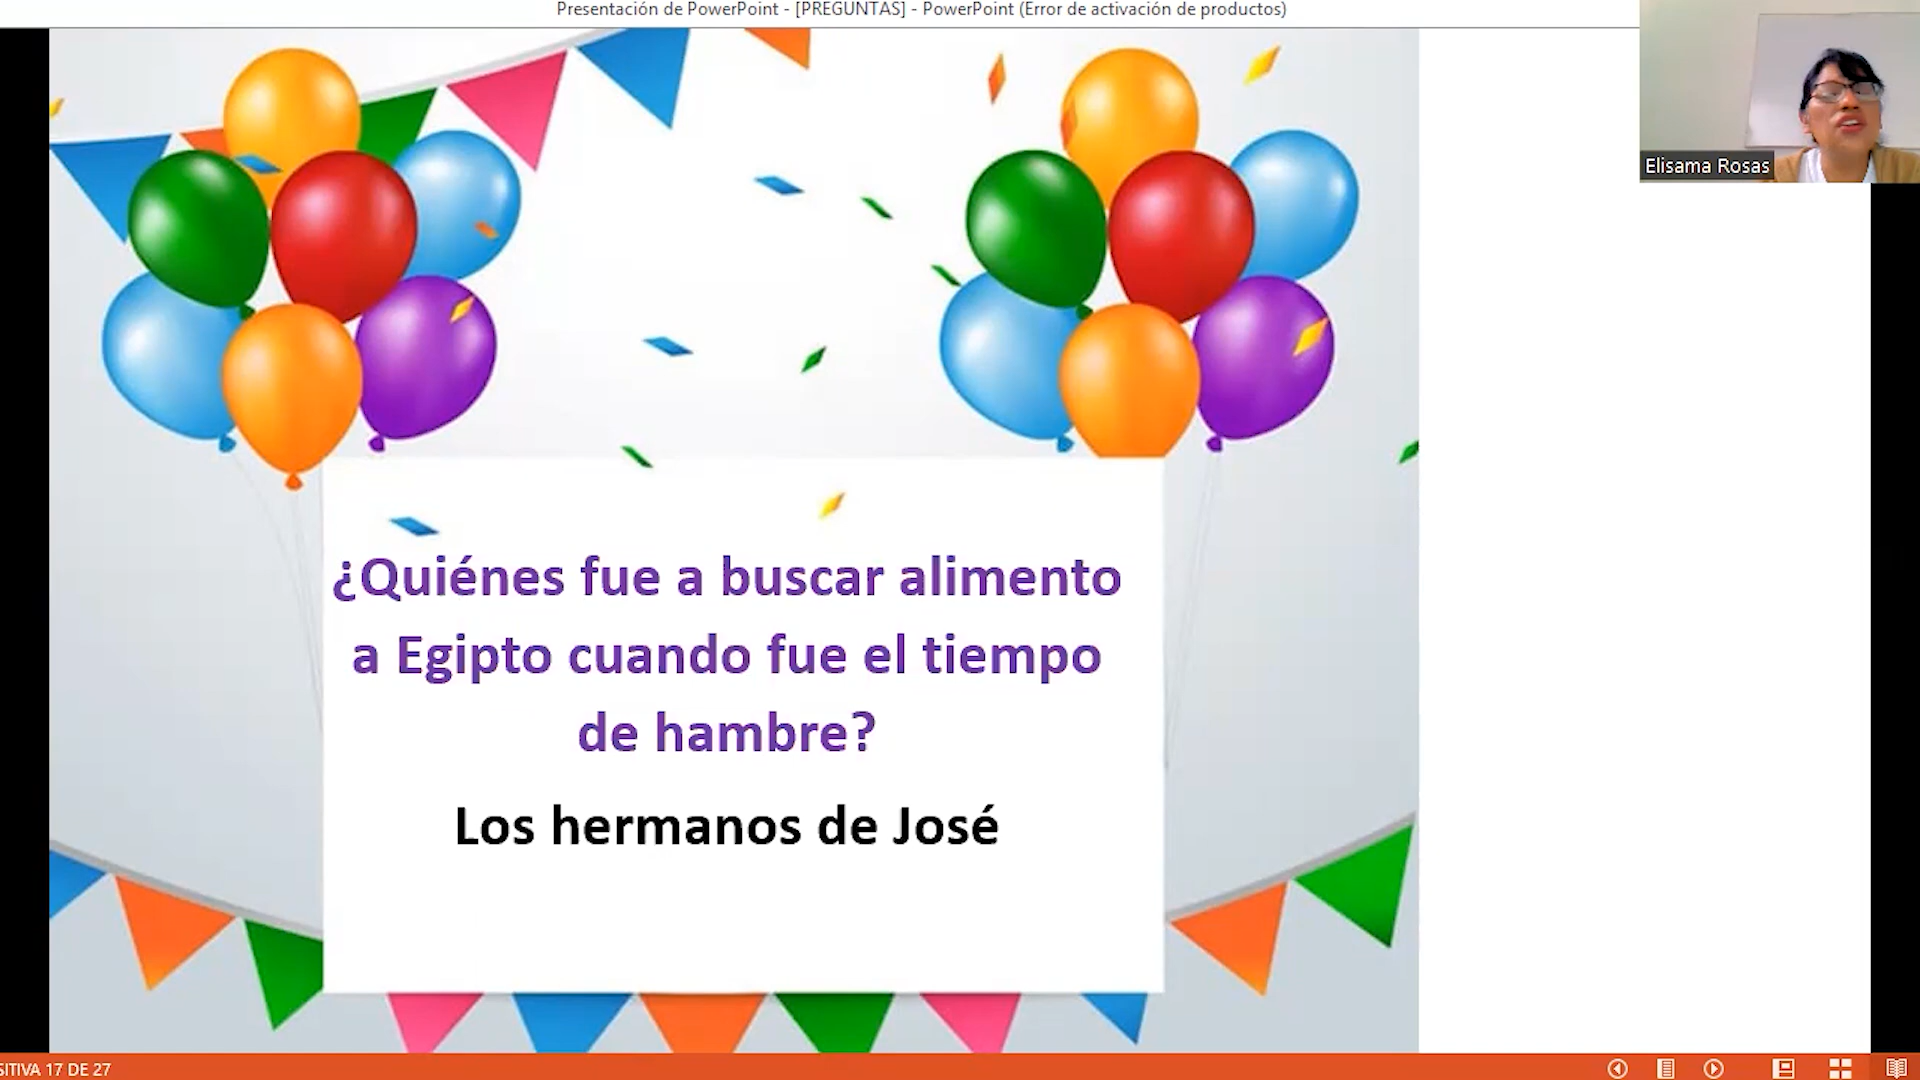 Presentación de PowerPoint - [PREGUNTAS] - PowerPoint (Error de activación de productos)
Elisama Rosas
¿Quiénes fue a buscar alimento
a Egipto cuando fue el tiempo
de hambre?
Los hermanos de José
SITIVA 17 DE 27